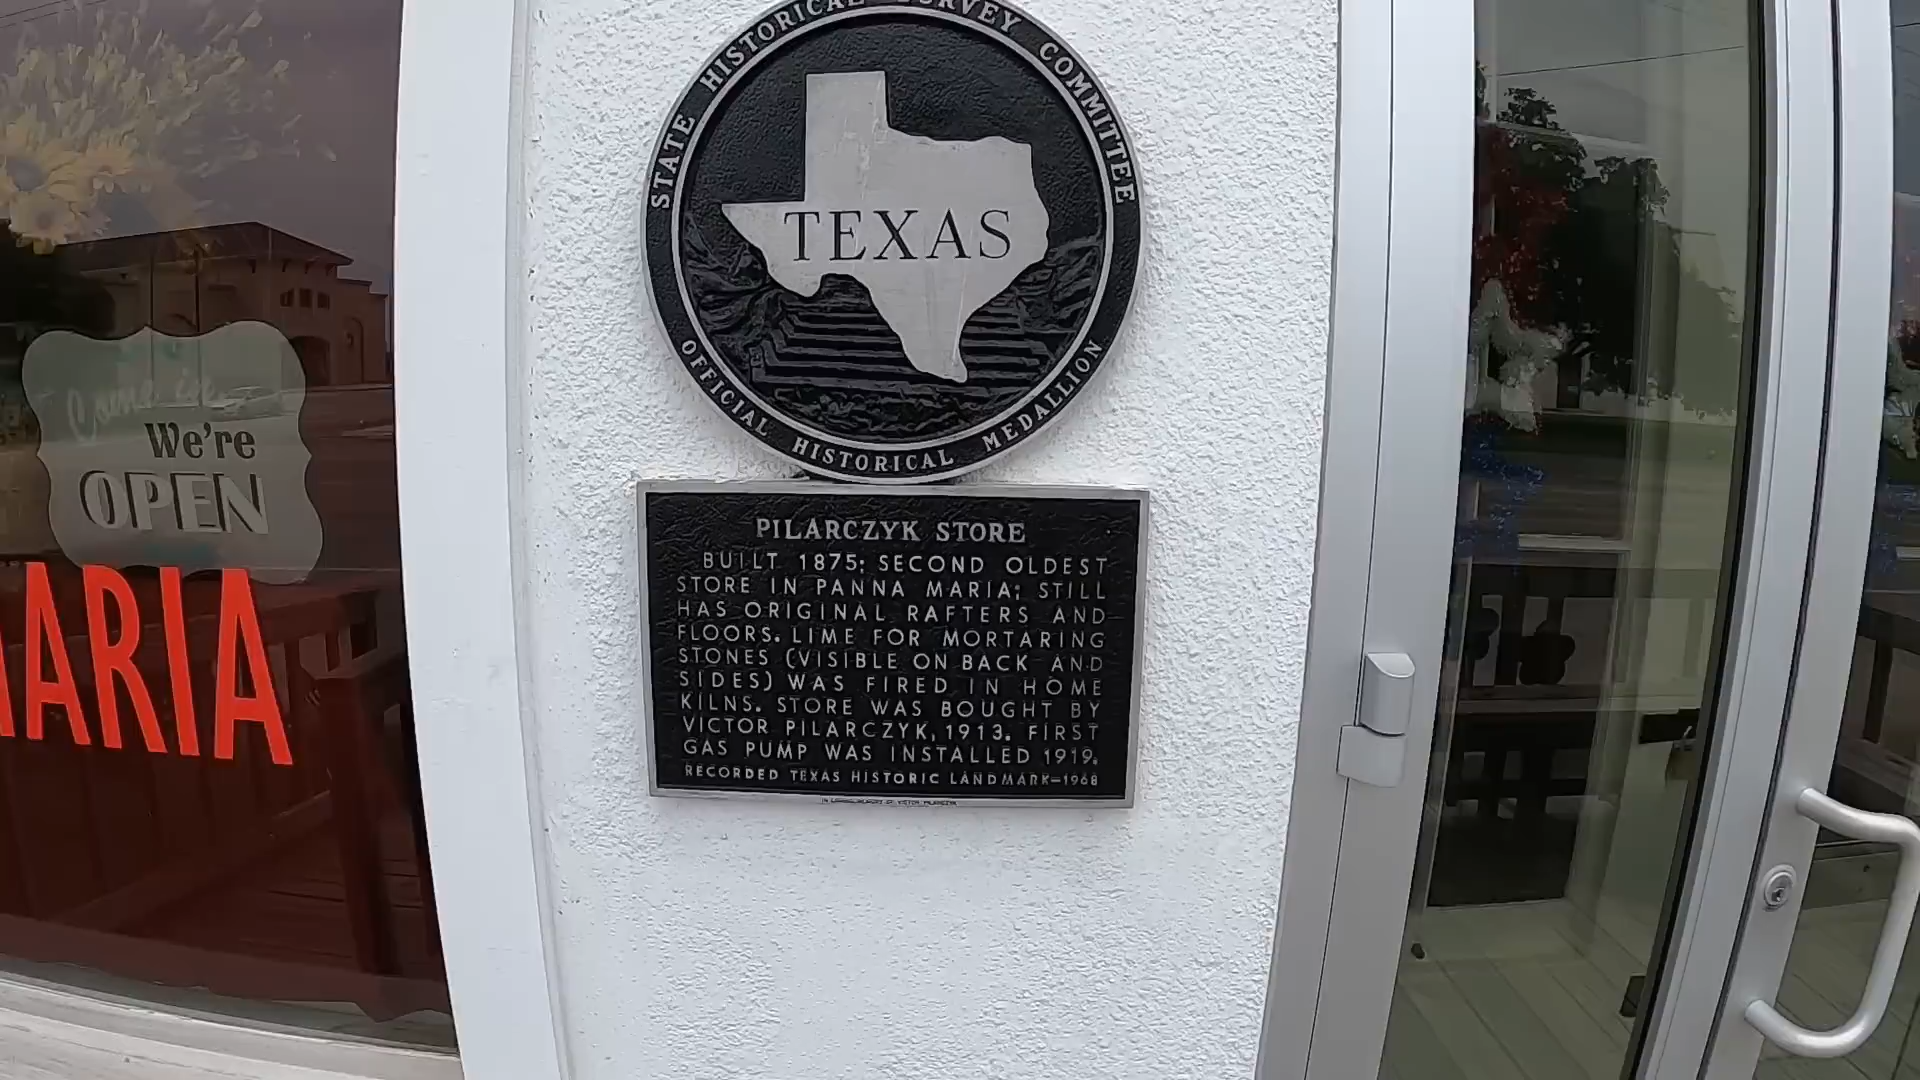 STATE HISTORICAL SURVEY COMMITTEE
TEXAS
OFFICIAL HISTORICAL MEDALLION
PILARCZYK STORE
BUILT 1875; SECOND OLDEST
STORE IN PANNA MARIA; STILL
HAS ORIGINAL RAFTERS AND
FLOORS. LIME FOR MORTARING
STONES (VISIBLE ON BACK AND
SIDES) WAS FIRED IN HOME
KILNS. STORE WAS BOUGHT BY
VICTOR PILARCZYK, 1913. FIRST
GAS PUMP WAS INSTALLED 1919.
RECORDED TEXAS HISTORIC LANDMARK—1968
Come in
We're
OPEN
MARIA